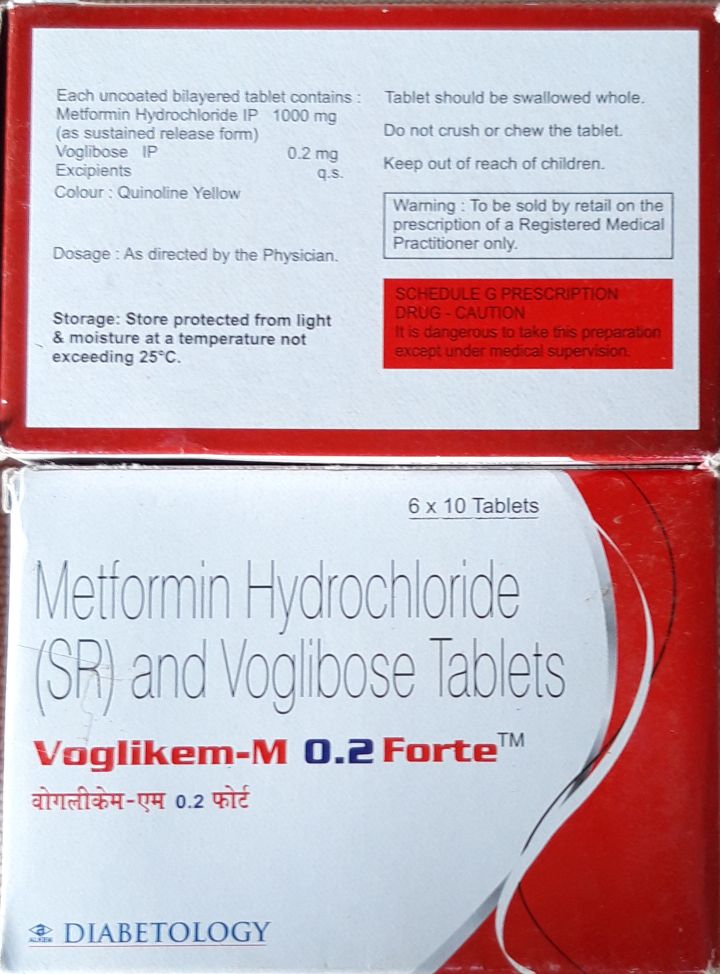 Each uncoated bilayered tablet contains :
Metformin Hydrochloride IP 1000 mg
(as sustained release form)
Voglibose IP 0.2 mg
Excipients q.s.
Colour : Quinoline Yellow
Dosage : As directed by the Physician.
Storage: Store protected from light
& moisture at a temperature not
exceeding 25°C.
Tablet should be swallowed whole.
Do not crush or chew the tablet.
Keep out of reach of children.
Warning : To be sold by retail on the
prescription of a Registered Medical
Practitioner only.
SCHEDULE G PRESCRIPTION
DRUG - CAUTION
It is dangerous to take this preparation
except under medical supervision.
6 x 10 Tablets
Metformin Hydrochloride
(SR) and Voglibose Tablets
Voglikem-M 0.2 Forte™
वोगलीकेम-एम 0.2 फोर्ट
ALKEM DIABETOLOGY